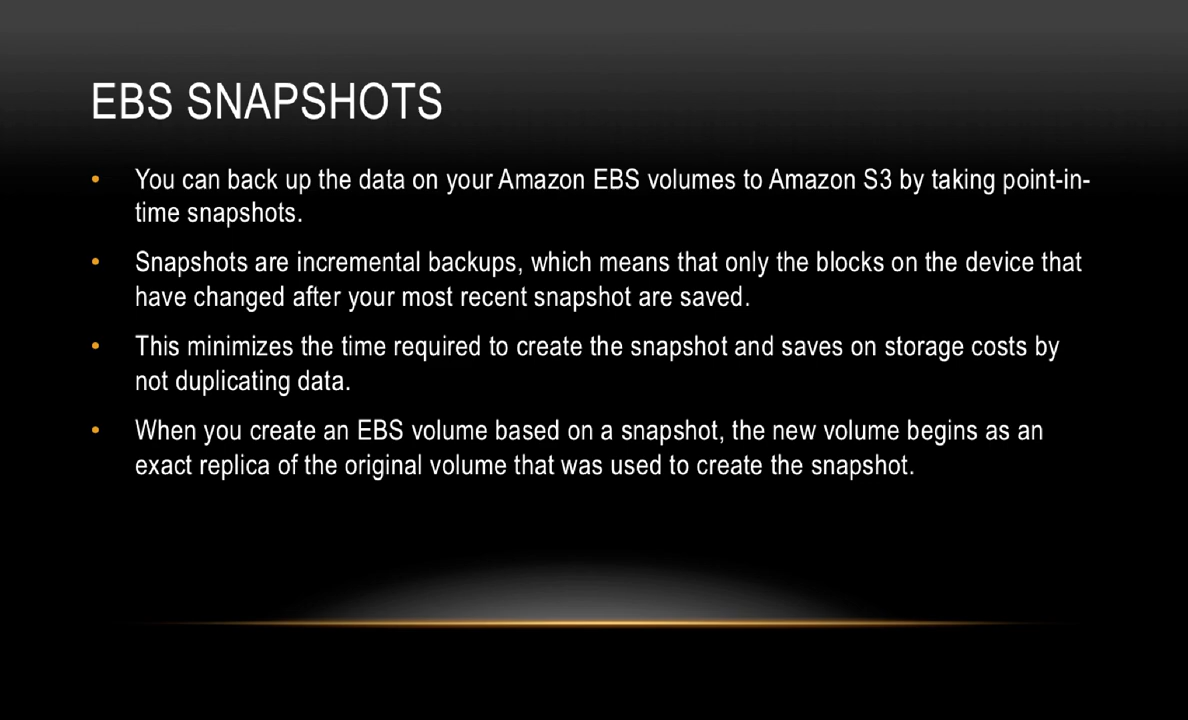 EBS SNAPSHOTS
• You can back up the data on your Amazon EBS volumes to Amazon S3 by taking point-in-
time snapshots.
• Snapshots are incremental backups, which means that only the blocks on the device that
have changed after your most recent snapshot are saved.
• This minimizes the time required to create the snapshot and saves on storage costs by
not duplicating data.
• When you create an EBS volume based on a snapshot, the new volume begins as an
exact replica of the original volume that was used to create the snapshot.